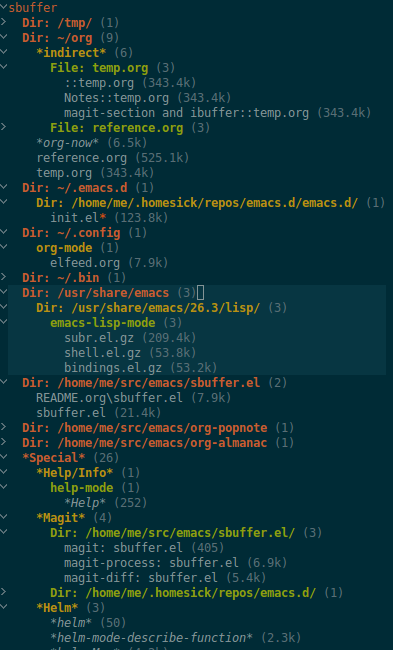 sbuffer
Dir: /tmp/ (1)
Dir: ~/org (9)
*indirect* (6)
File: temp.org (3)
::temp.org (343.4k)
Notes::temp.org (343.4k)
magit-section and ibuffer::temp.org (343.4k)
File: reference.org (3)
*org-now* (6.5k)
reference.org (525.1k)
temp.org (343.4k)
Dir: ~/.emacs.d (1)
Dir: /home/me/.homesick/repos/emacs.d/emacs.d/ (1)
init.el* (123.8k)
Dir: ~/.config (1)
org-mode (1)
elfeed.org (7.9k)
Dir: ~/.bin (1)
Dir: /usr/share/emacs (3)
Dir: /usr/share/emacs/26.3/lisp/ (3)
emacs-lisp-mode (3)
subr.el.gz (209.4k)
shell.el.gz (53.8k)
bindings.el.gz (53.2k)
Dir: /home/me/src/emacs/sbuffer.el (2)
README.org\sbuffer.el (7.9k)
sbuffer.el (21.4k)
Dir: /home/me/src/emacs/org-popnote (1)
Dir: /home/me/src/emacs/org-almanac (1)
*Special* (26)
*Help/Info* (1)
help-mode (1)
*Help* (252)
*Magit* (4)
Dir: /home/me/src/emacs/sbuffer.el/ (3)
magit: sbuffer.el (405)
magit-process: sbuffer.el (6.9k)
magit-diff: sbuffer.el (5.4k)
Dir: /home/me/.homesick/repos/emacs.d/ (1)
*Helm* (3)
*helm* (50)
*helm-mode-describe-function* (2.3k)